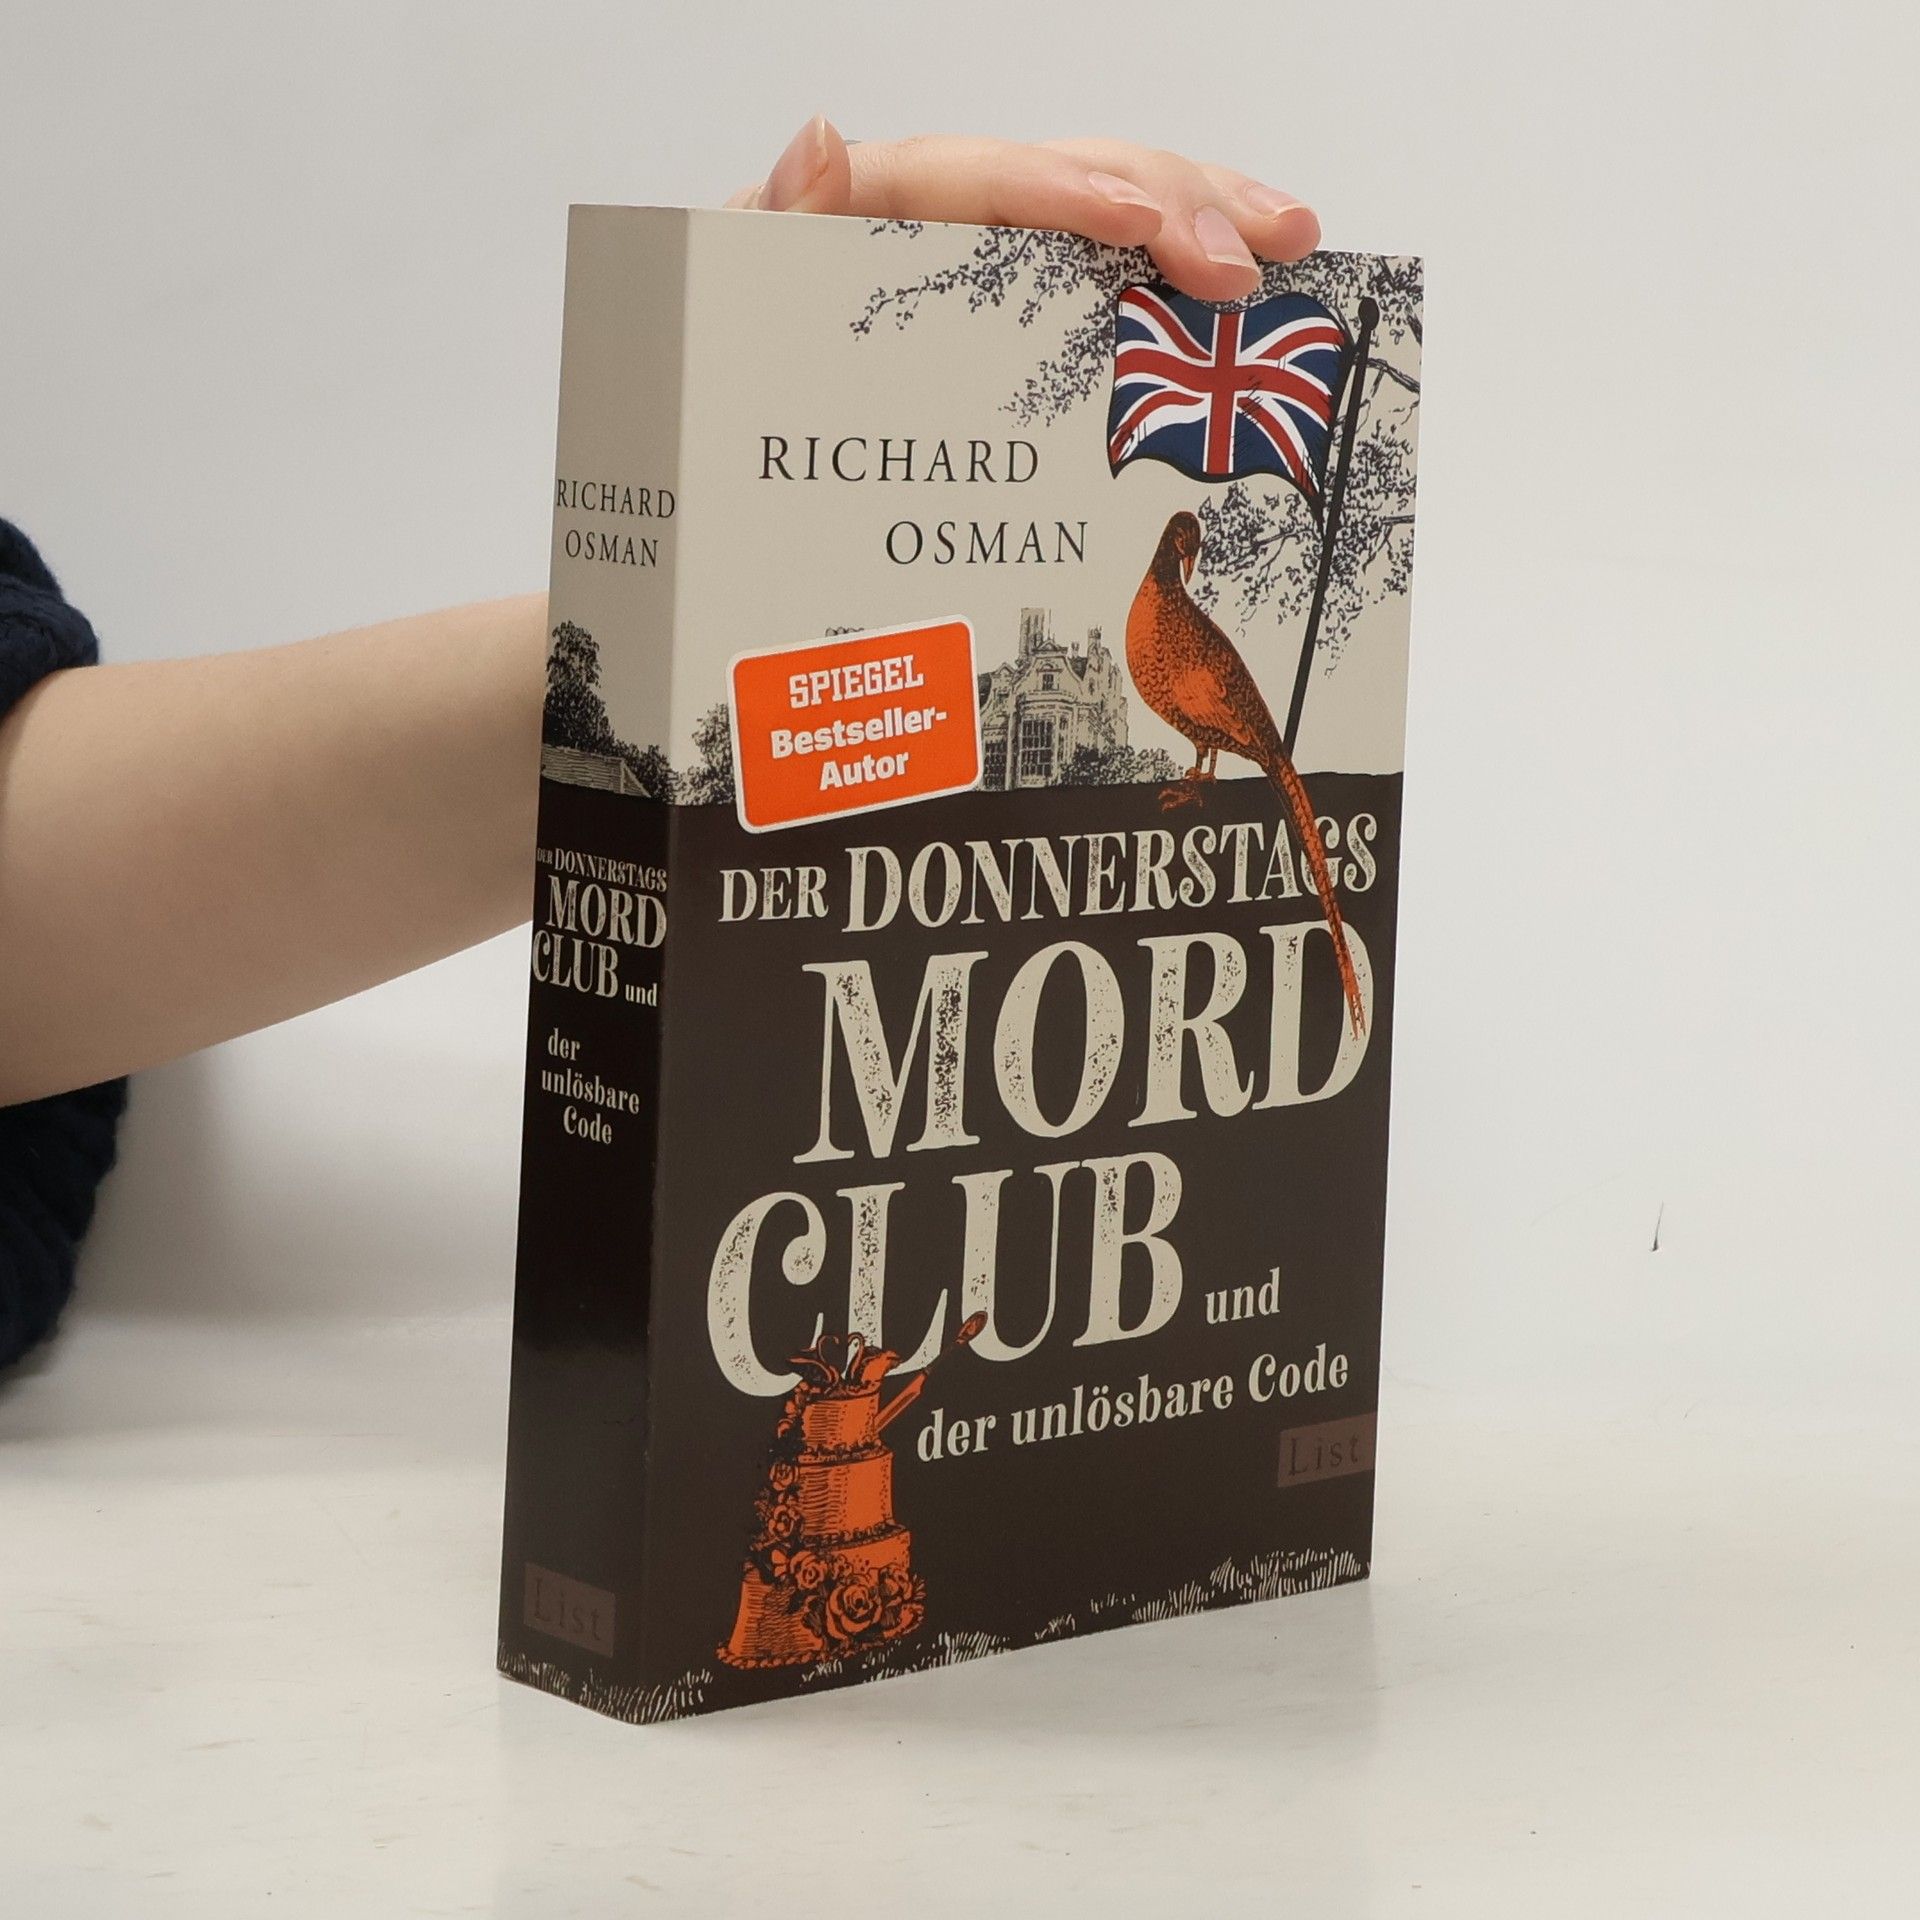 RICHARD
OSMAN
DER DONNERSTAGS
MORD
CLUB und
der
unlösbare
Code
List
RICHARD
OSMAN
SPIEGEL
Bestseller-
Autor
DER DONNERSTAGS
MORD
CLUB und
der unlösbare Code
List